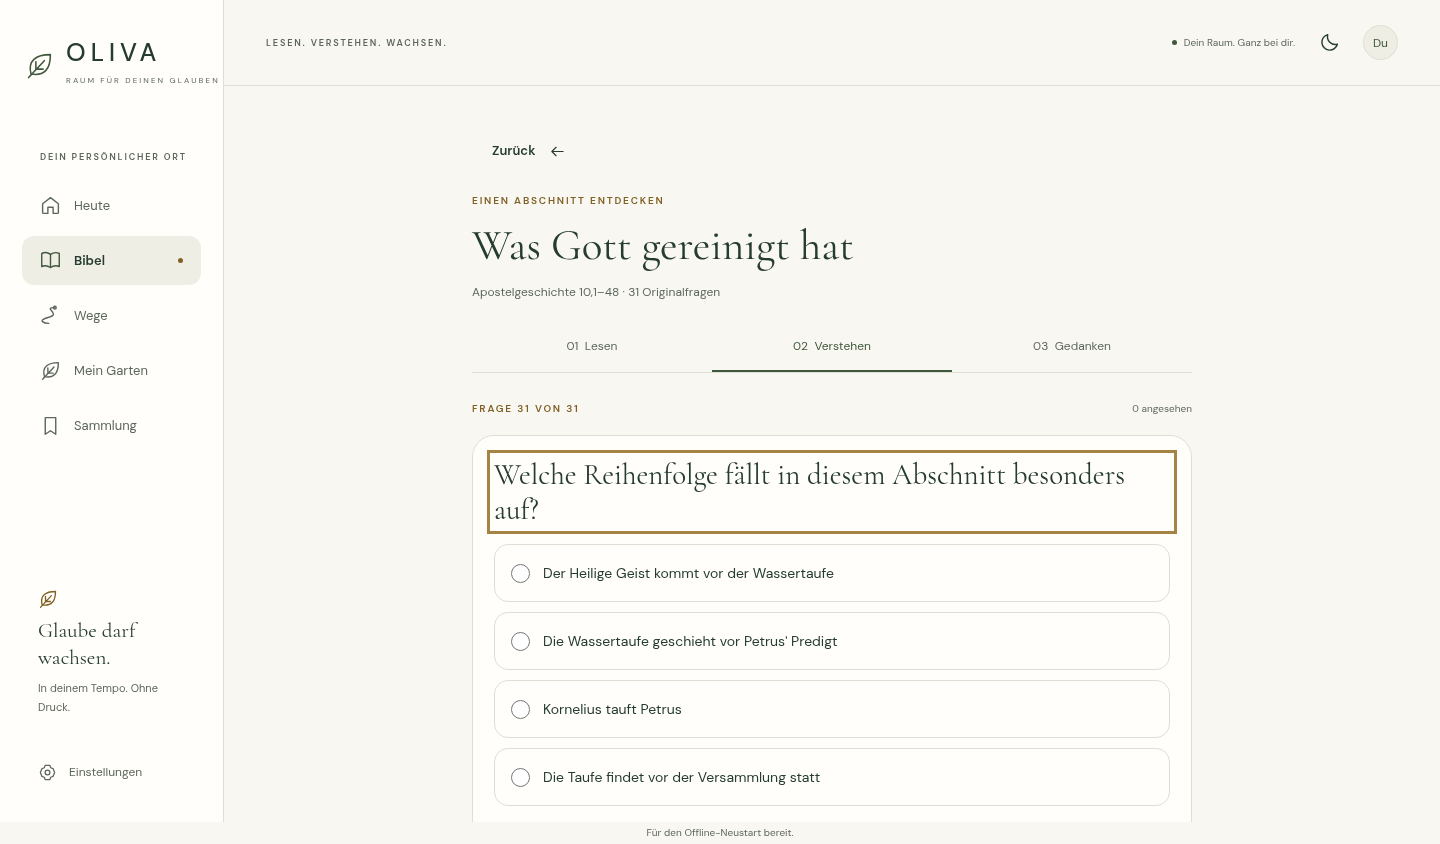 OLIVA
RAUM FÜR DEINEN GLAUBEN
LESEN. VERSTEHEN. WACHSEN.
Dein Raum. Ganz bei dir.
Du
DEIN PERSÖNLICHER ORT
Heute
Bibel
Wege
Mein Garten
Sammlung
Glaube darf
wachsen.
In deinem Tempo. Ohne
Druck.
Einstellungen
Zurück
EINEN ABSCHNITT ENTDECKEN
Was Gott gereinigt hat
Apostelgeschichte 10,1–48 · 31 Originalfragen
01 Lesen
02 Verstehen
03 Gedanken
FRAGE 31 VON 31
0 angesehen
Welche Reihenfolge fällt in diesem Abschnitt besonders
auf?
Der Heilige Geist kommt vor der Wassertaufe
Die Wassertaufe geschieht vor Petrus' Predigt
Kornelius tauft Petrus
Die Taufe findet vor der Versammlung statt
Für den Offline-Neustart bereit.